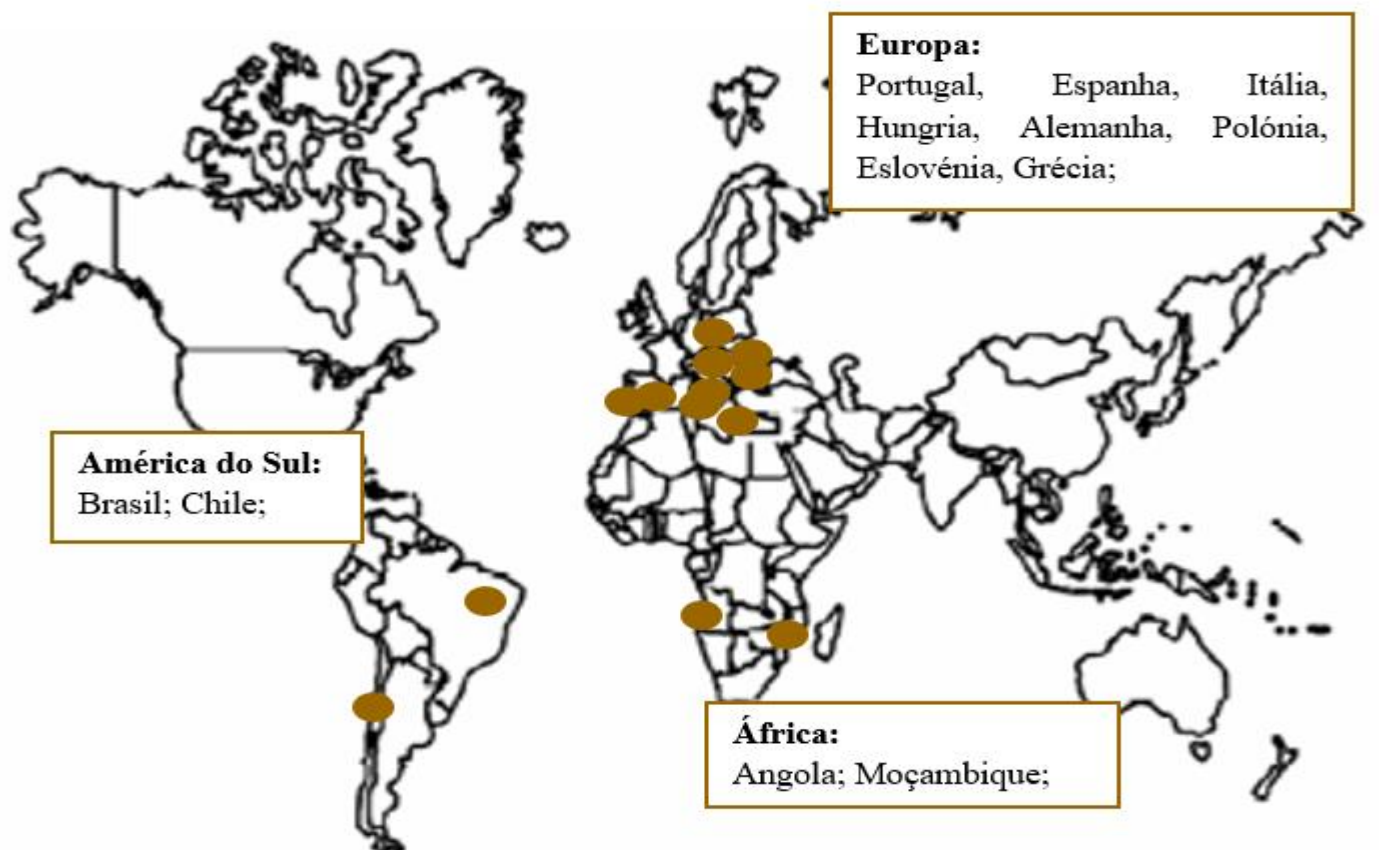 Europa:
Portugal, Espanha, Itália,
Hungria, Alemanha, Polónia,
Eslovénia, Grécia;
América do Sul:
Brasil; Chile;
África:
Angola; Moçambique;